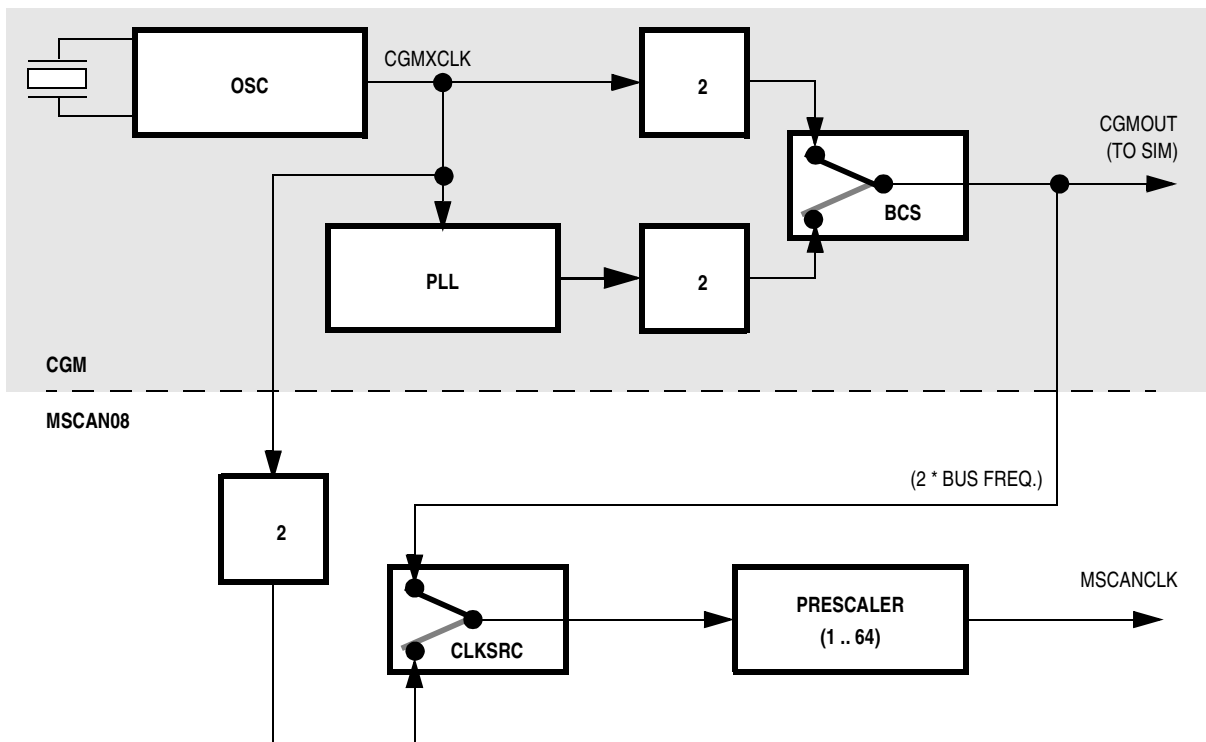 CGMXCLK
OSC
2
CGMOUT
(TO SIM)
BCS
PLL
2
CGM
MSCAN08
(2 * BUS FREQ.)
2
MSCANCLK
PRESCALER
(1 .. 64)
CLKSRC